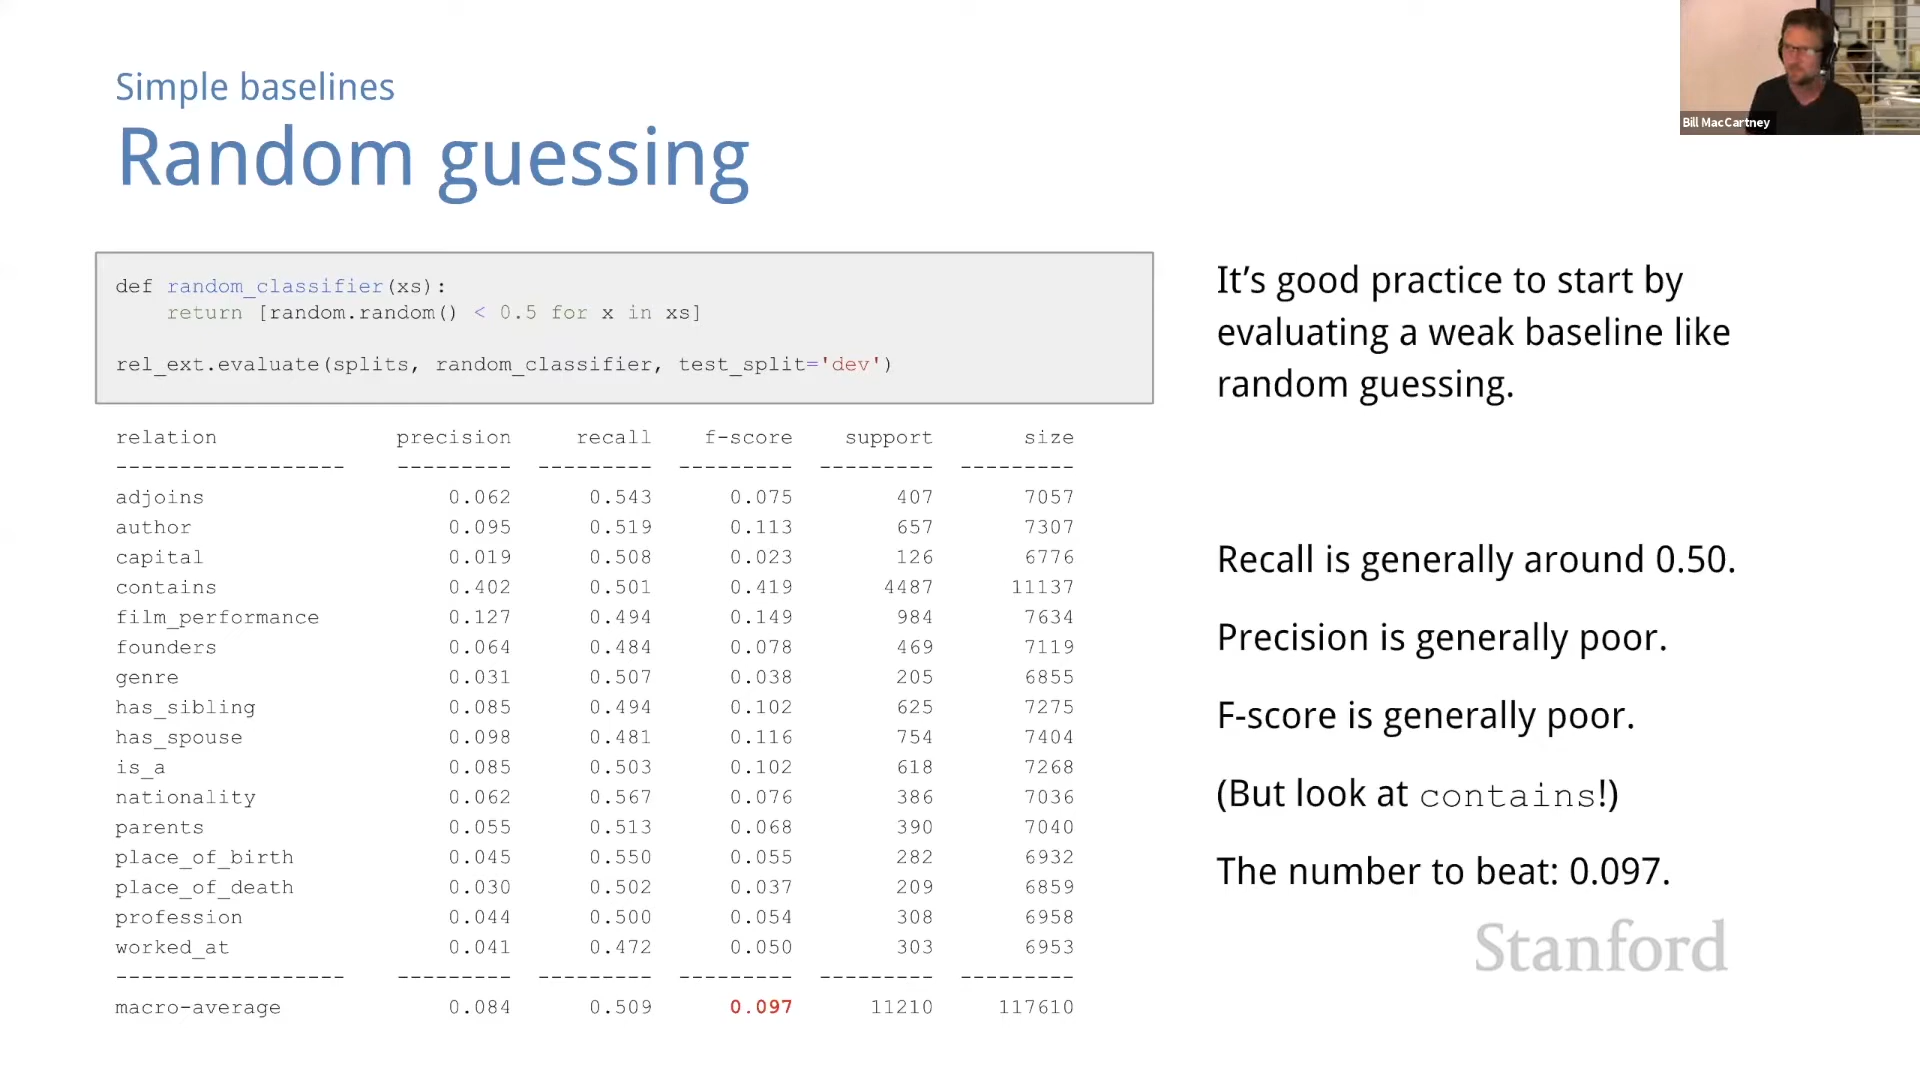 Simple baselines
Random guessing
Bill MacCartney
def random_classifier(xs):
    return [random.random() < 0.5 for x in xs]
rel_ext.evaluate(splits, random_classifier, test_split='dev')
relation precision recall f-score support size
------------------ --------- --------- --------- --------- ---------
adjoins 0.062 0.543 0.075 407 7057
author 0.095 0.519 0.113 657 7307
capital 0.019 0.508 0.023 126 6776
contains 0.402 0.501 0.419 4487 11137
film_performance 0.127 0.494 0.149 984 7634
founders 0.064 0.484 0.078 469 7119
genre 0.031 0.507 0.038 205 6855
has_sibling 0.085 0.494 0.102 625 7275
has_spouse 0.098 0.481 0.116 754 7404
is_a 0.085 0.503 0.102 618 7268
nationality 0.062 0.567 0.076 386 7036
parents 0.055 0.513 0.068 390 7040
place_of_birth 0.045 0.550 0.055 282 6932
place_of_death 0.030 0.502 0.037 209 6859
profession 0.044 0.500 0.054 308 6958
worked_at 0.041 0.472 0.050 303 6953
------------------ --------- --------- --------- --------- ---------
macro-average 0.084 0.509 0.097 11210 117610
It’s good practice to start by
evaluating a weak baseline like
random guessing.
Recall is generally around 0.50.
Precision is generally poor.
F-score is generally poor.
(But look at contains!)
The number to beat: 0.097.
Stanford